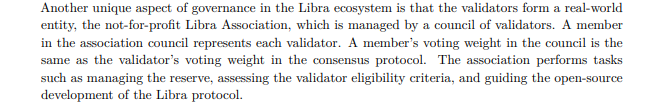 Another unique aspect of governance in the Libra ecosystem is that the validators form a real-world
entity, the not-for-profit Libra Association, which is managed by a council of validators. A member
in the association council represents each validator. A member's voting weight in the council is the
same as the validator's voting weight in the consensus protocol. The association performs tasks
such as managing the reserve, assessing the validator eligibility criteria, and guiding the open-source
development of the Libra protocol.